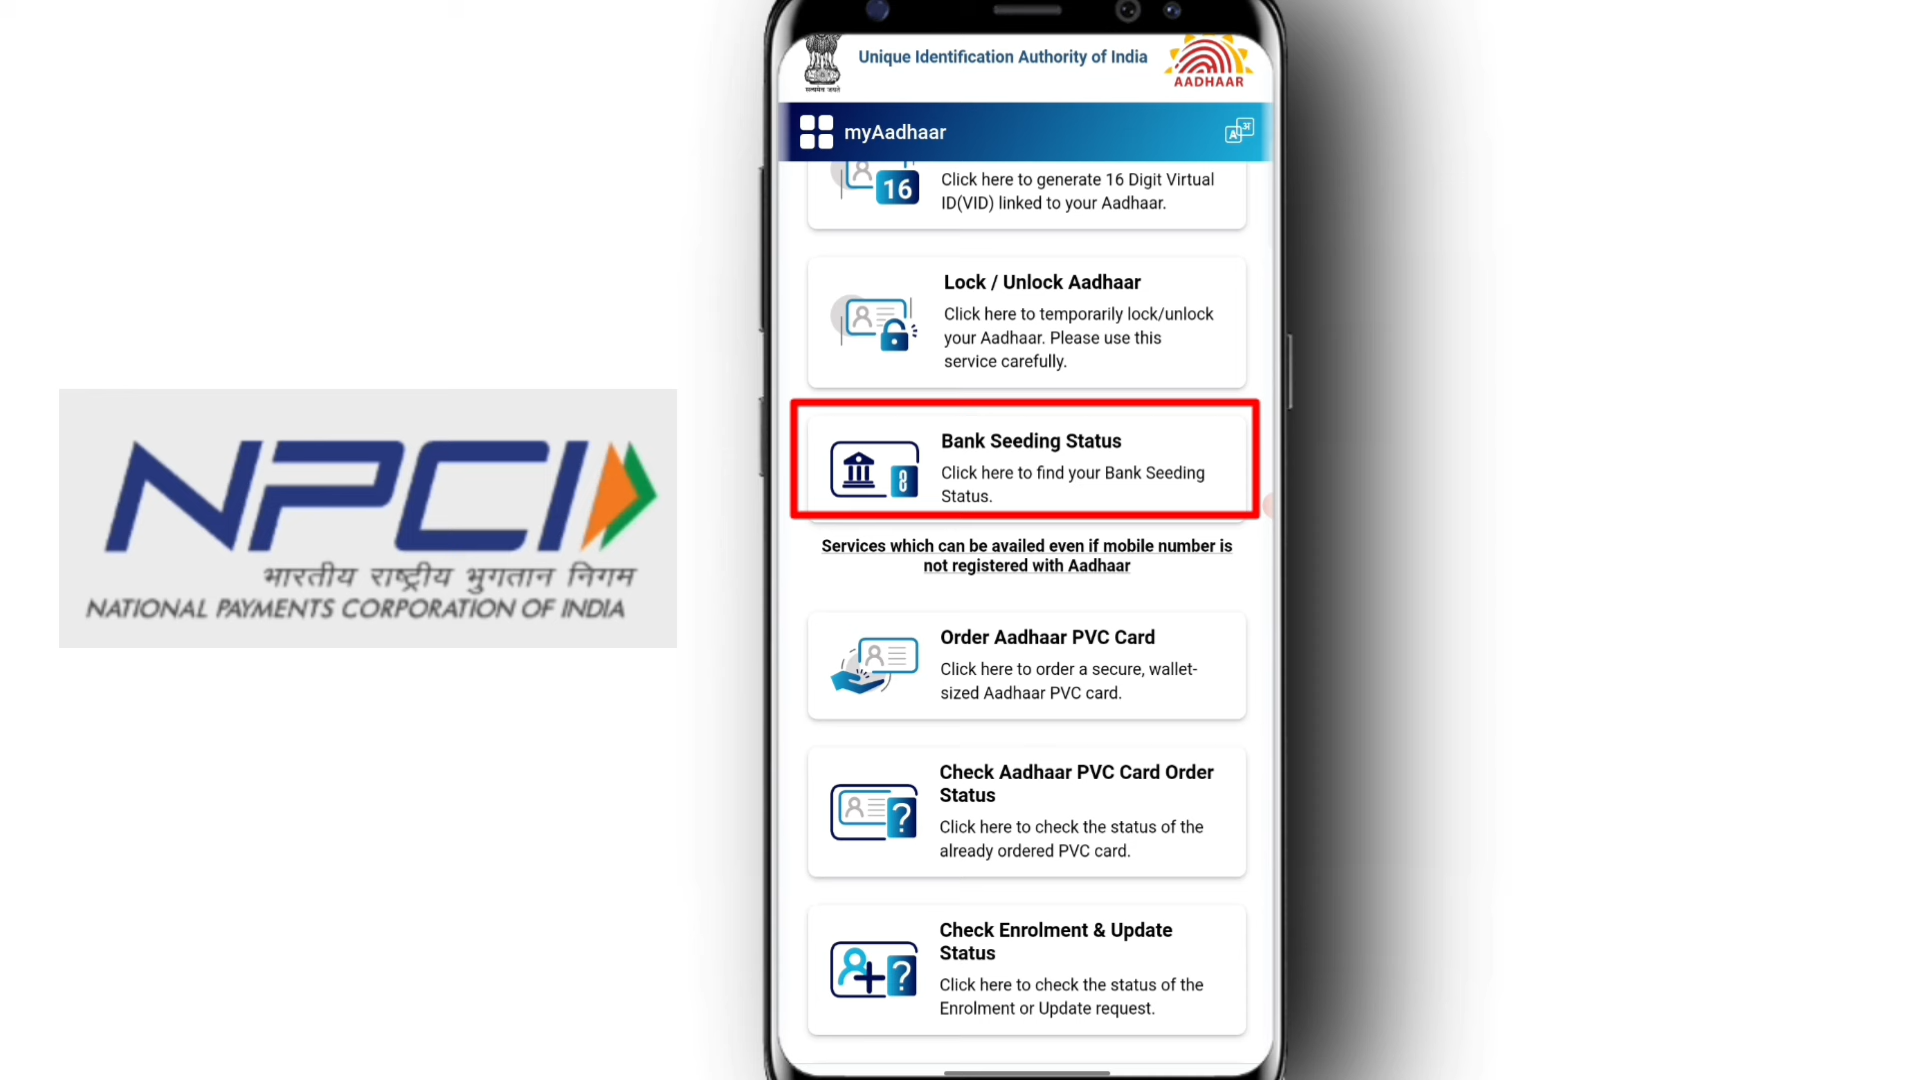 सत्यमेव जयते
Unique Identification Authority of India
AADHAAR
myAadhaar
A अ
16
Click here to generate 16 Digit Virtual
ID(VID) linked to your Aadhaar.
Lock / Unlock Aadhaar
Click here to temporarily lock/unlock
your Aadhaar. Please use this
service carefully.
Bank Seeding Status
8
Click here to find your Bank Seeding
Status.
Services which can be availed even if mobile number is
not registered with Aadhaar
Order Aadhaar PVC Card
Click here to order a secure, wallet-
sized Aadhaar PVC card.
Check Aadhaar PVC Card Order
Status
?
Click here to check the status of the
already ordered PVC card.
Check Enrolment & Update
Status
?
Click here to check the status of the
Enrolment or Update request.
NPCI
भारतीय राष्ट्रीय भुगतान निगम
NATIONAL PAYMENTS CORPORATION OF INDIA